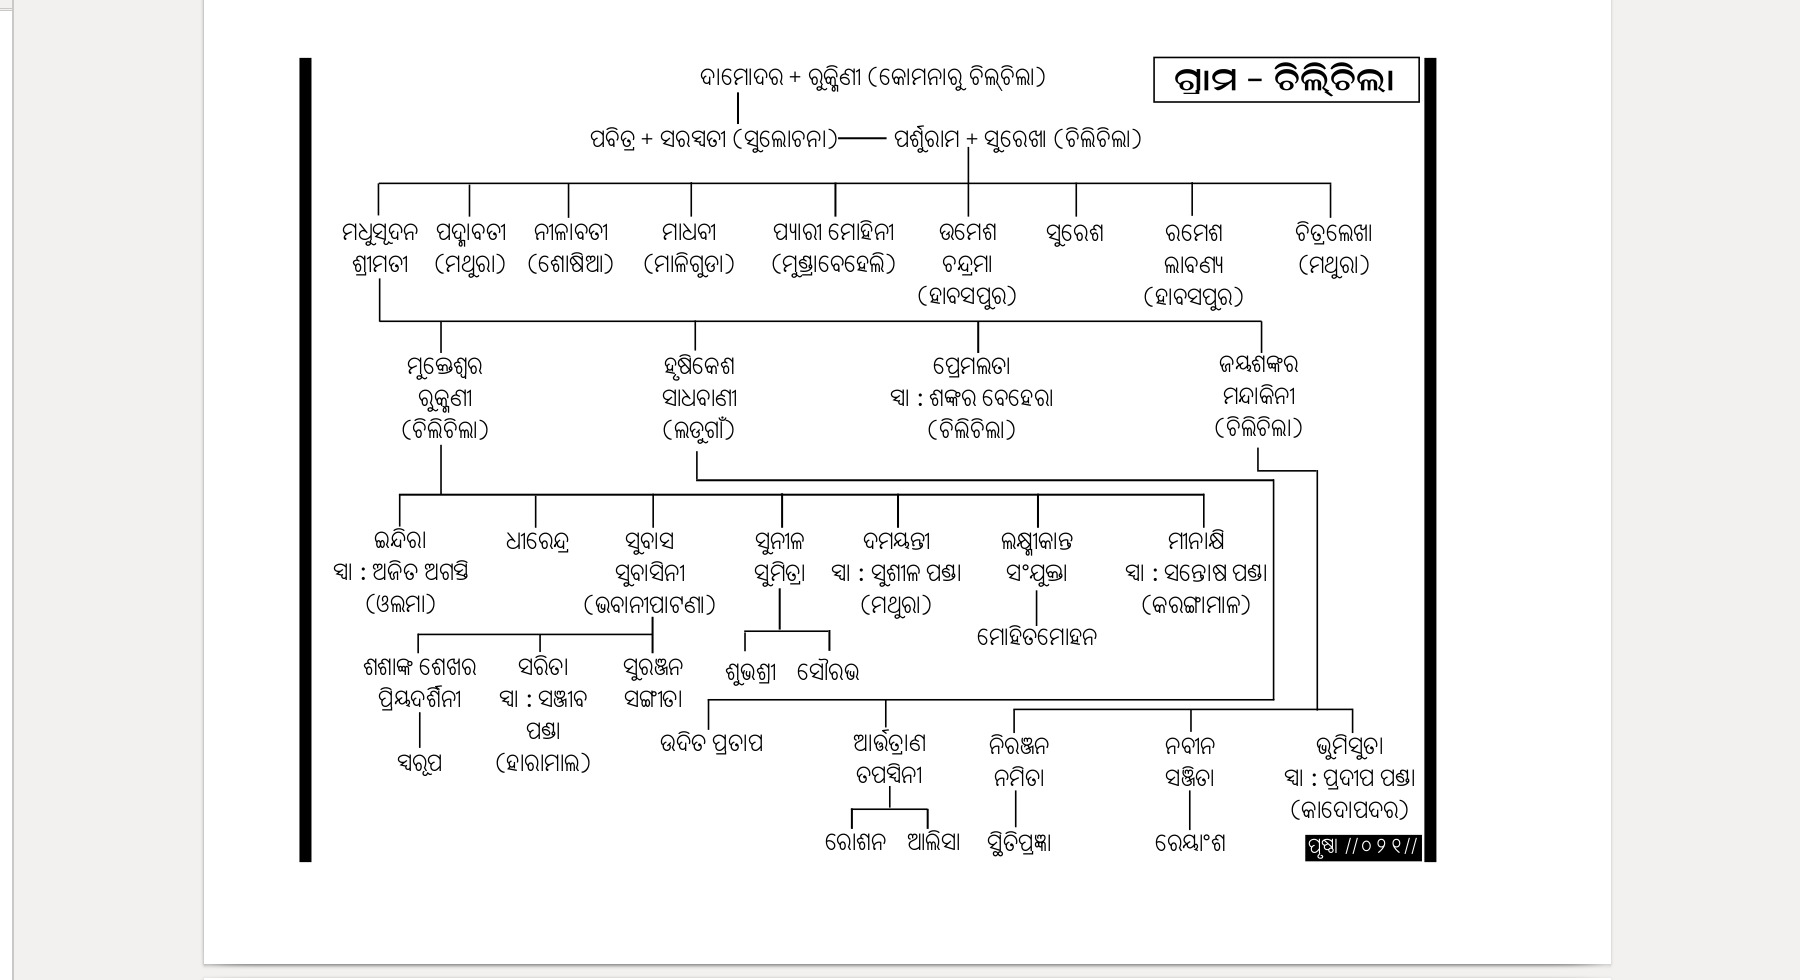 ଦାମୋଦର + ରୁକ୍ମିଣୀ (କୋମନାରୁ ଚିଲ୍‌ଚିଲା)
ଗ୍ରାମ - ଚିଲ୍‌ଚିଲା
ପବିତ୍ର + ସରସ୍ୱତୀ (ସୁଲୋଚନା)
ପର୍ଶୁରାମ + ସୁରେଖା (ଚିଲିଚିଲା)
ମଧୁସୂଦନ ପଦ୍ମାବତୀ ନୀଳାବତୀ ମାଧବୀ ପ୍ୟାରୀ ମୋହିନୀ ଉମେଶ ସୁରେଶ ରମେଶ ଚିତ୍ରଲେଖା
ଶ୍ରୀମତୀ (ମଥୁରା) (ଶୋଷିଆ) (ମାଳିଗୁଡା) (ମୁଣ୍ଡ୍ରାବେହେଲି) ଚନ୍ଦ୍ରମା ଲାବଣ୍ୟ (ମଥୁରା)
(ହାବସପୁର) (ହାବସପୁର)
ମୁକ୍ତେଶ୍ୱର ହୃଷିକେଶ ପ୍ରେମଲତା ଜୟଶଙ୍କର
ରୁକ୍ମଣୀ ସାଧବାଣୀ ସ୍ୱା : ଶଙ୍କର ବେହେରା ମନ୍ଦାକିନୀ
(ଚିଲିଚିଲା) (ଲଡୁଗାଁ) (ଚିଲିଚିଲା) (ଚିଲିଚିଲା)
ଇନ୍ଦିରା ଧୀରେନ୍ଦ୍ର ସୁବାସ ସୁନୀଳ ଦମୟନ୍ତୀ ଲକ୍ଷ୍ମୀକାନ୍ତ ମୀନାକ୍ଷି
ସ୍ୱା : ଅଜିତ ଅଗସ୍ତି ସୁବାସିନୀ ସୁମିତ୍ରା ସ୍ୱା : ସୁଶୀଳ ପଣ୍ଡା ସଂଯୁକ୍ତା ସ୍ୱା : ସନ୍ତୋଷ ପଣ୍ଡା
(ଓଲମା) (ଭବାନୀପାଟଣା) (ମଥୁରା) (କରଙ୍ଗାମାଳ)
ମୋହିତମୋହନ
ଶଶାଙ୍କ ଶେଖର ସରିତା ସୁରଞ୍ଜନ ଶୁଭଶ୍ରୀ ସୌରଭ
ପ୍ରିୟଦର୍ଶିନୀ ସ୍ୱା : ସଞ୍ଜୀବ ସଙ୍ଗୀତା
ପଣ୍ଡା
ସ୍ୱରୂପ (ହାରାମାଲ)
ଉଦିତ ପ୍ରତାପ ଆର୍ତ୍ତତ୍ରାଣ ନିରଞ୍ଜନ ନବୀନ ଭୂମିସୁତା
ତପସ୍ୱିନୀ ନମିତା ସଞ୍ଜିତା ସ୍ୱା : ପ୍ରଦୀପ ପଣ୍ଡା
(କାଦୋପଦର)
ରୋଶନ ଆଲିସା ସ୍ଥିତିପ୍ରଜ୍ଞା ରେୟାଂଶ
ପୃଷ୍ଠା //୦୨୧//